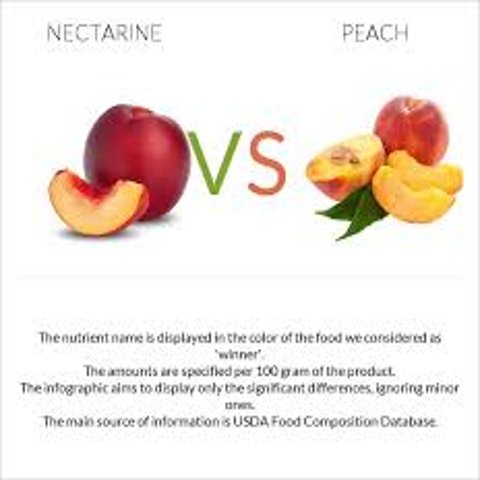 NECTARINE PEACH
VS
The nutrient name is displayed in the color of the food we considered as
'winner'.
The amounts are specified per 100 gram of the product.
The infographic aims to display only the significant differences, ignoring minor
ones.
The main source of information is USDA Food Composition Database.